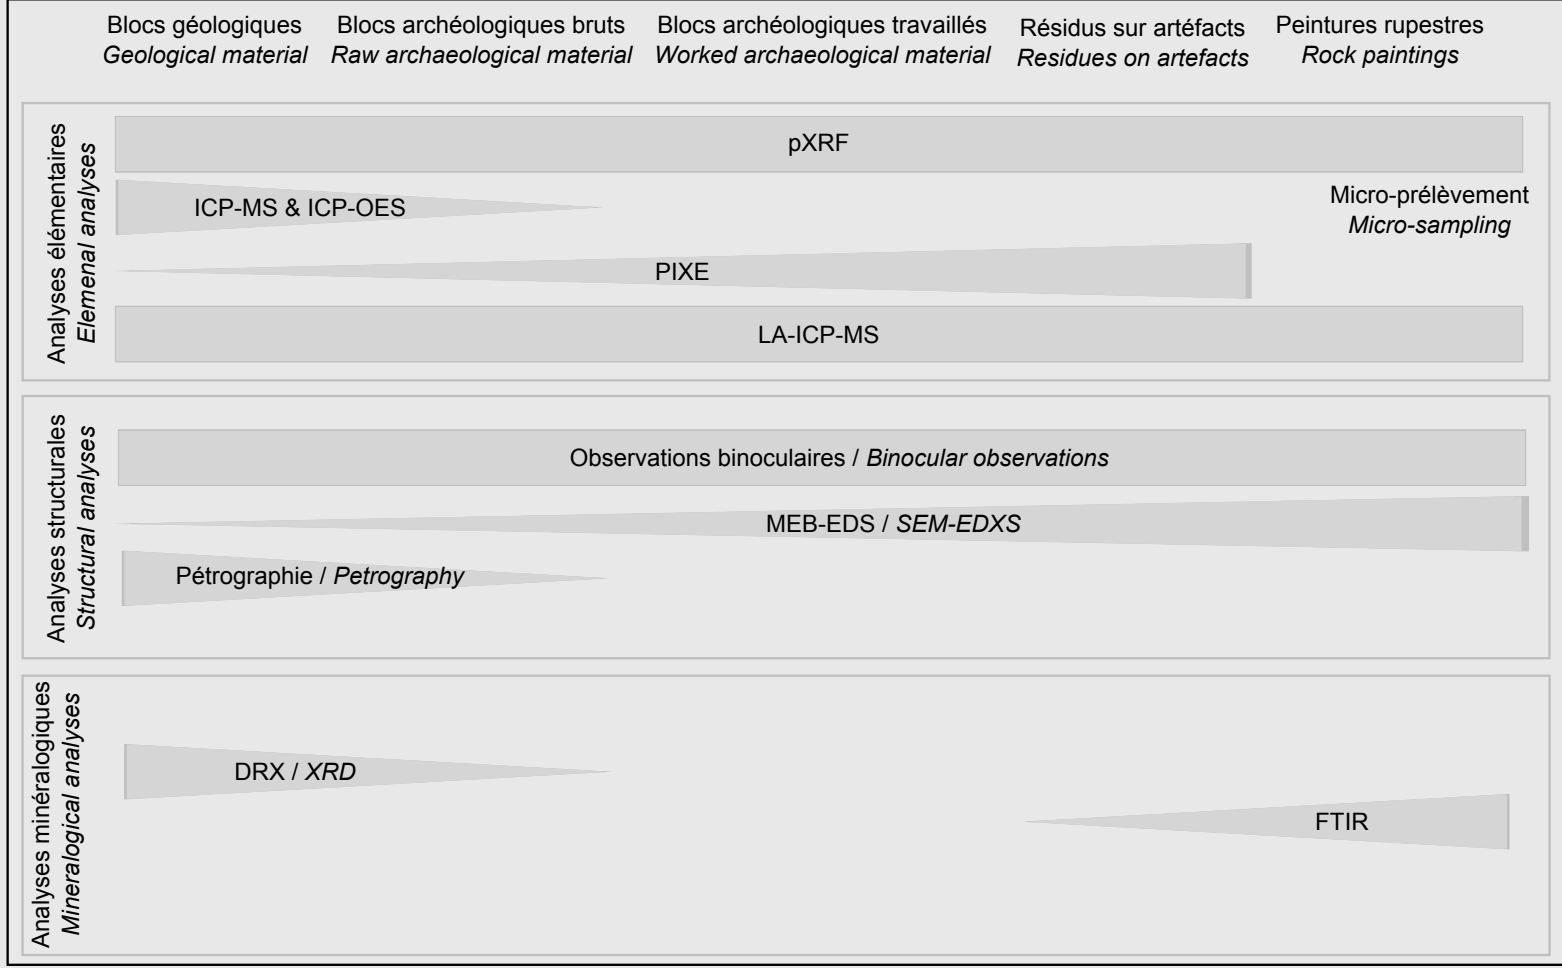 Blocs géologiques
Geological material
Blocs archéologiques bruts
Raw archaeological material
Blocs archéologiques travaillés
Worked archaeological material
Résidus sur artéfacts
Residues on artefacts
Peintures rupestres
Rock paintings
Analyses élémentaires
Elemenal analyses
pXRF
ICP-MS & ICP-OES
Micro-prélèvement
Micro-sampling
PIXE
LA-ICP-MS
Analyses structurales
Structural analyses
Observations binoculaires / Binocular observations
MEB-EDS / SEM-EDXS
Pétrographie / Petrography
Analyses minéralogiques
Mineralogical analyses
DRX / XRD
FTIR